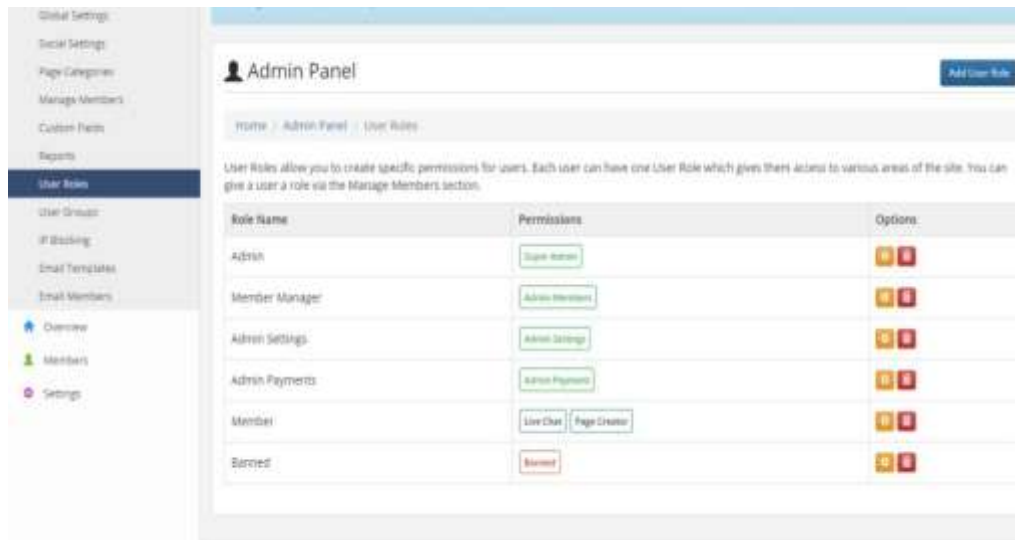 Global Settings
Social Settings
Page Categories
Manage Members
Custom Fields
Reports
User Roles
User Groups
IP Blocking
Email Templates
Email Members
Overview
Members
Settings
Admin Panel
Add User Role
Home / Admin Panel / User Roles
User Roles allow you to create specific permissions for users. Each user can have one User Role which gives them access to various areas of the site. You can
give a user a role via the Manage Members section.
Role Name Permissions Options
Admin Super Admin
Member Manager Admin Members
Admin Settings Admin Settings
Admin Payments Admin Payment
Member Live Chat Page Creator
Banned Banned